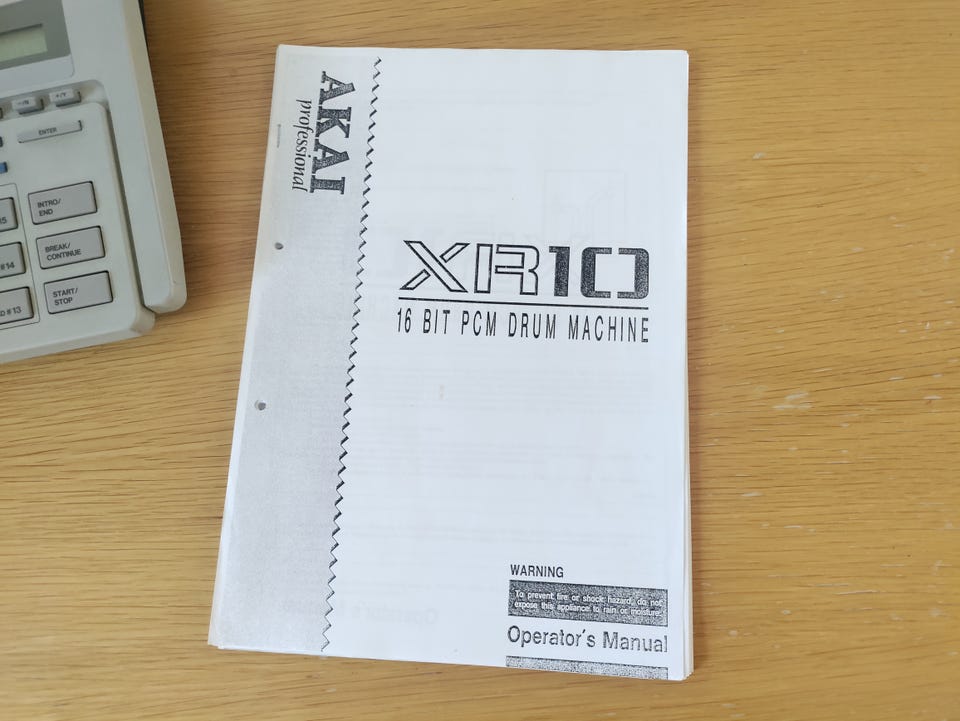 AKAI
professional
XR10
16 BIT PCM DRUM MACHINE
WARNING
To prevent fire or shock hazard, do not
expose this appliance to rain or moisture.
Operator's Manual
ENTER
INTRO/
END
BREAK/
CONTINUE
START/
STOP
#14
#13